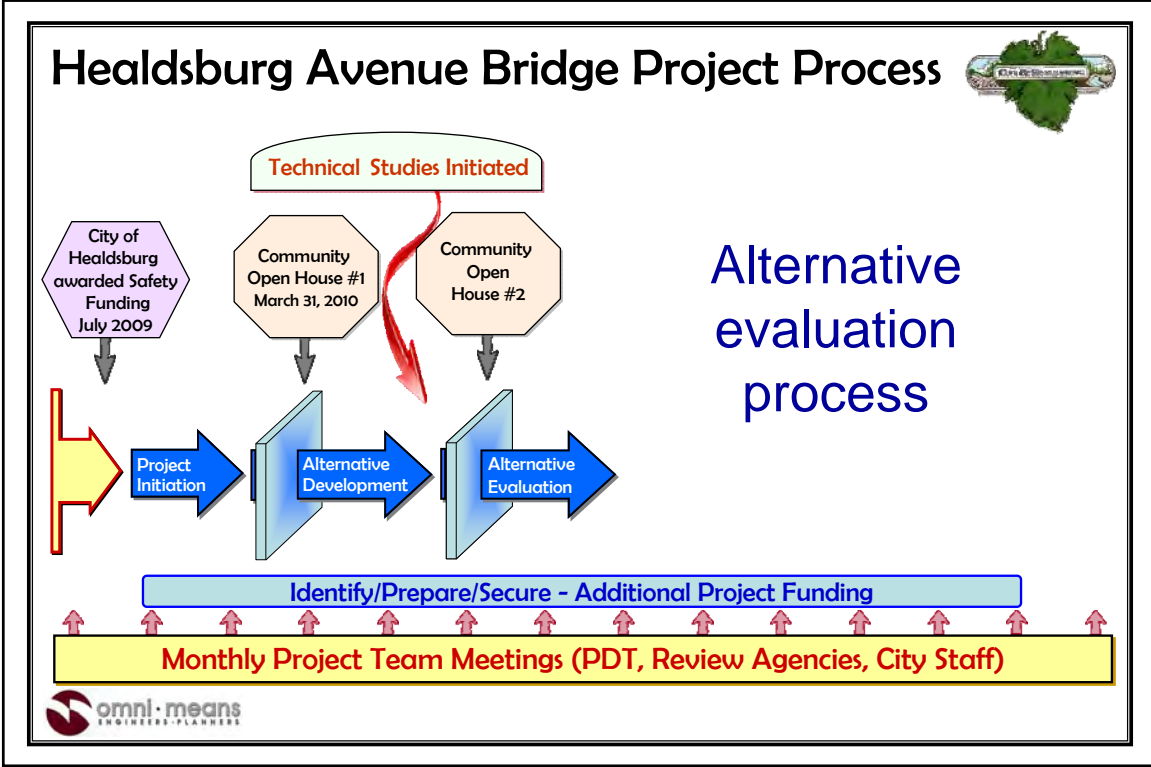 Healdsburg Avenue Bridge Project Process
Technical Studies Initiated
City of
Healdsburg
awarded Safety
Funding
July 2009
Community
Open House #1
March 31, 2010
Community
Open
House #2
Alternative
evaluation
process
Project
Initiation
Alternative
Development
Alternative
Evaluation
Identify/Prepare/Secure - Additional Project Funding
Monthly Project Team Meetings (PDT, Review Agencies, City Staff)
omni·means
ENGINEERS·PLANNERS